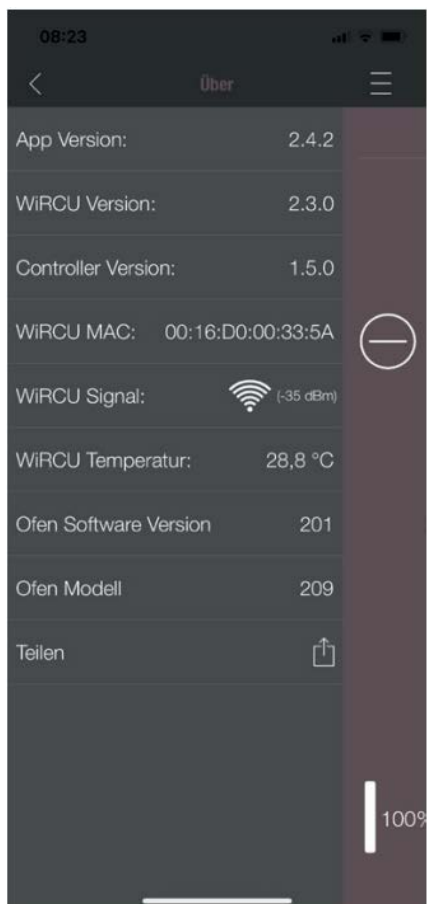 08:23
Über
App Version: 2.4.2
WiRCU Version: 2.3.0
Controller Version: 1.5.0
WiRCU MAC: 00:16:D0:00:33:5A
WiRCU Signal: (-35 dBm)
WiRCU Temperatur: 28,8 °C
Ofen Software Version 201
Ofen Modell 209
Teilen
100%